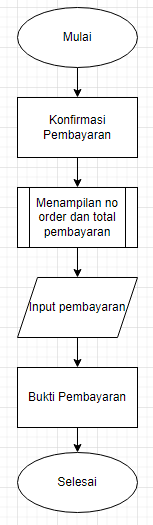 Mulai
Konfirmasi
Pembayaran
Menampilan no
order dan total
pembayaran
Input pembayaran
Bukti Pembayaran
Selesai